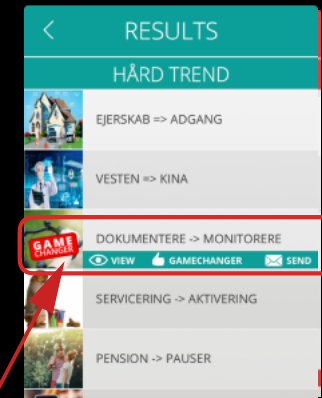 RESULTS
HÅRD TREND
EJERSKAB => ADGANG
VESTEN => KINA
GAME
CHANGER
DOKUMENTERE -> MONITORERE
VIEW GAMECHANGER SEND
SERVICERING -> AKTIVERING
PENSION -> PAUSER